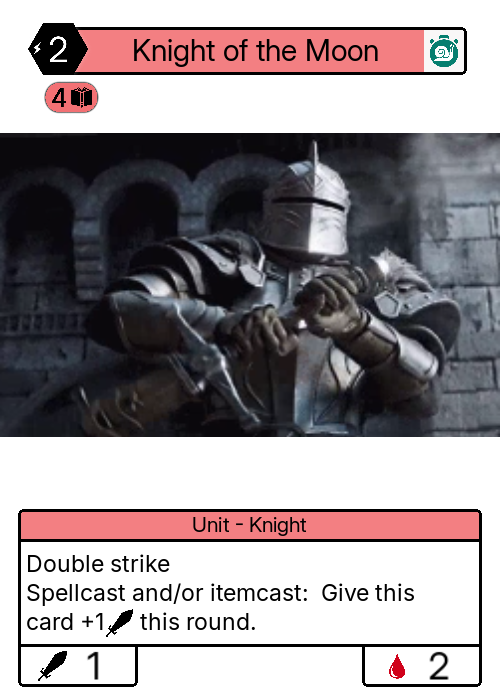 2 Knight of the Moon
4
Unit - Knight
Double strike
Spellcast and/or itemcast: Give this
card +1 this round.
1 2